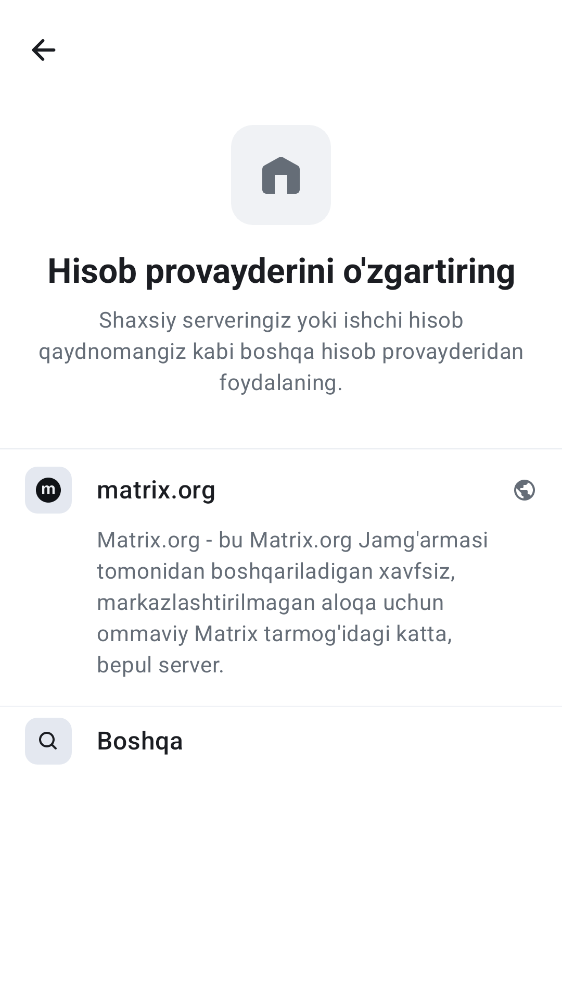 Hisob provayderini o'zgartiring
Shaxsiy serveringiz yoki ishchi hisob
qaydnomangiz kabi boshqa hisob provayderidan
foydalaning.
m
matrix.org
Matrix.org - bu Matrix.org Jamg'armasi
tomonidan boshqariladigan xavfsiz,
markazlashtirilmagan aloqa uchun
ommaviy Matrix tarmog'idagi katta,
bepul server.
Boshqa